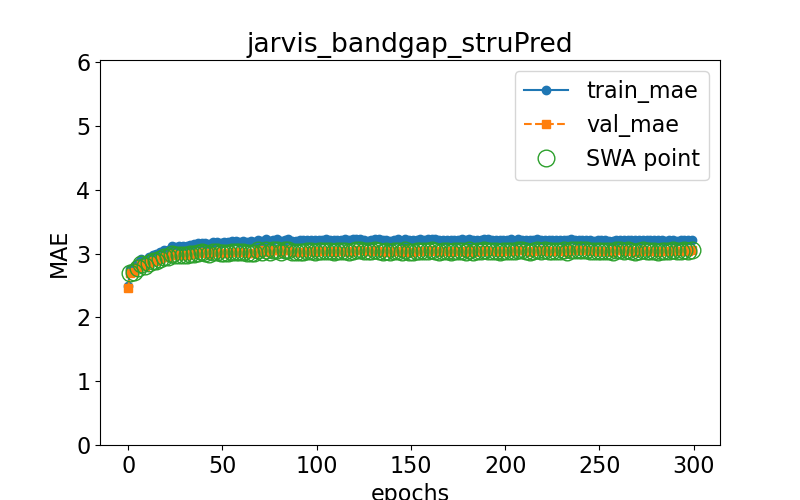 jarvis_bandgap_struPred
train_mae
val_mae
SWA point
MAE
6
5
4
3
2
1
0
0 50 100 150 200 250 300
epochs